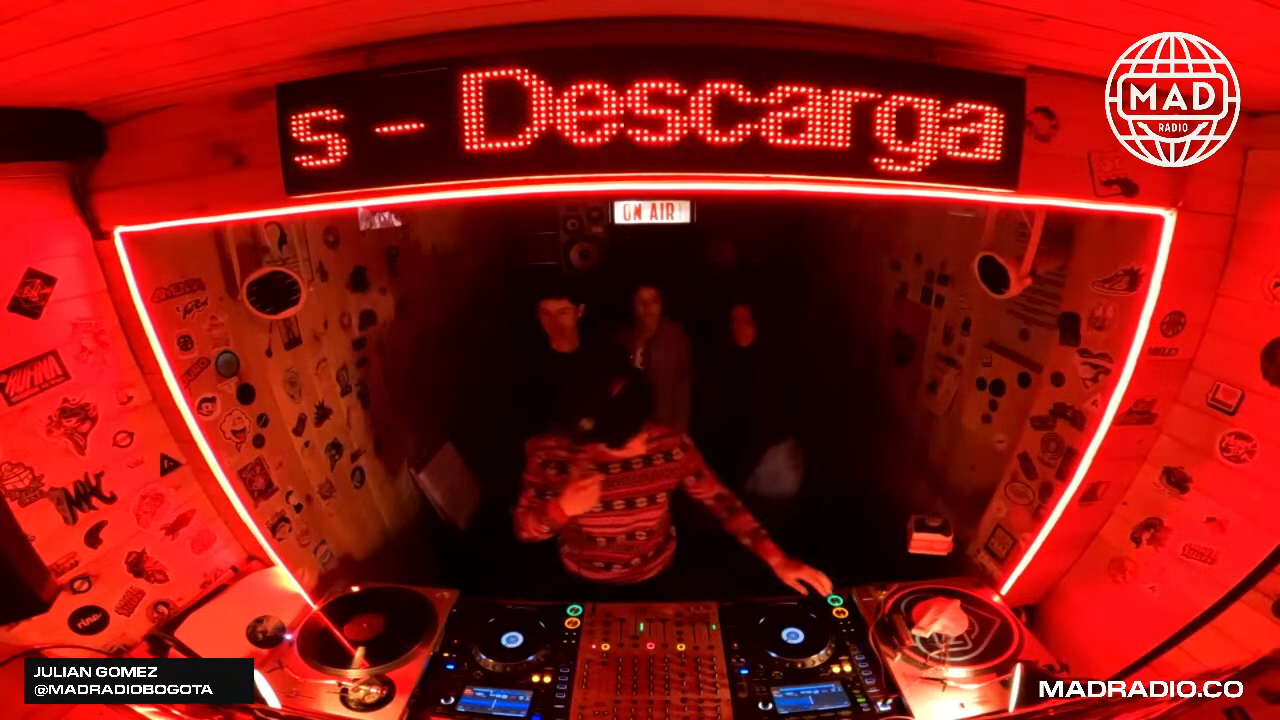 s - Descarga
MAD
RADIO
ON AIR
JULIAN GOMEZ
@MADRADIOBOGOTA
MADRADIO.CO